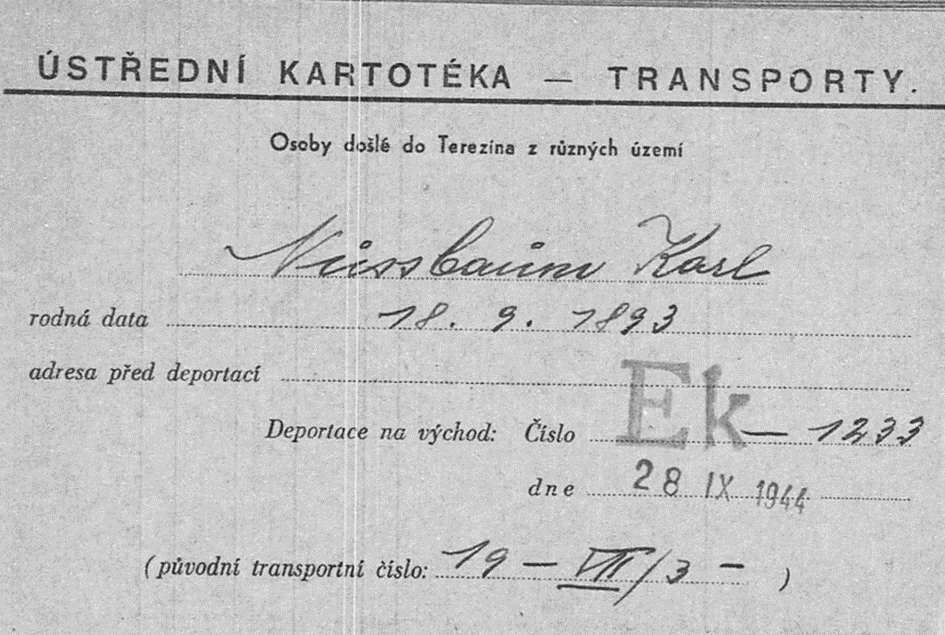 ÚSTŘEDNÍ KARTOTÉKA — TRANSPORTY.
Osoby došlé do Terezína z různých území
Nussbaum Karl
rodná data 18. 9. 1893
adresa před deportací
Deportace na východ: Číslo Ek — 1233
dne 28 IX 1944
(původní transportní číslo: 19 — VII/3 — )